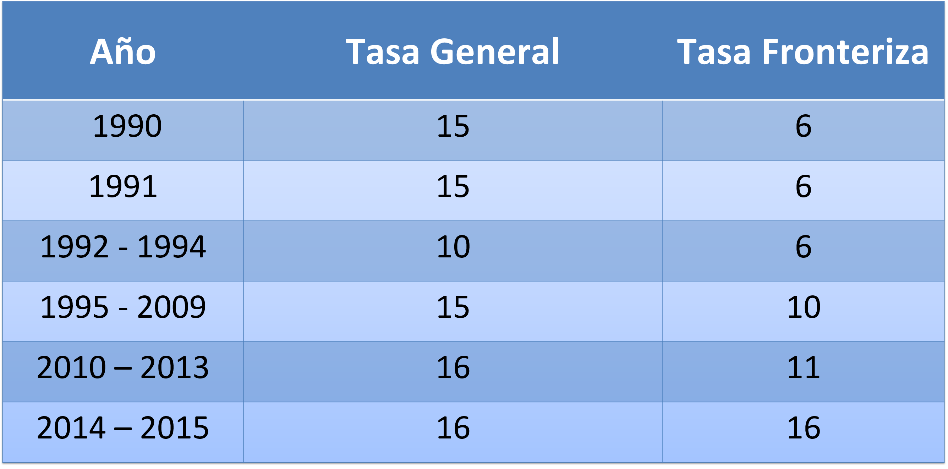 Año Tasa General Tasa Fronteriza
1990 15 6
1991 15 6
1992 - 1994 10 6
1995 - 2009 15 10
2010 – 2013 16 11
2014 – 2015 16 16